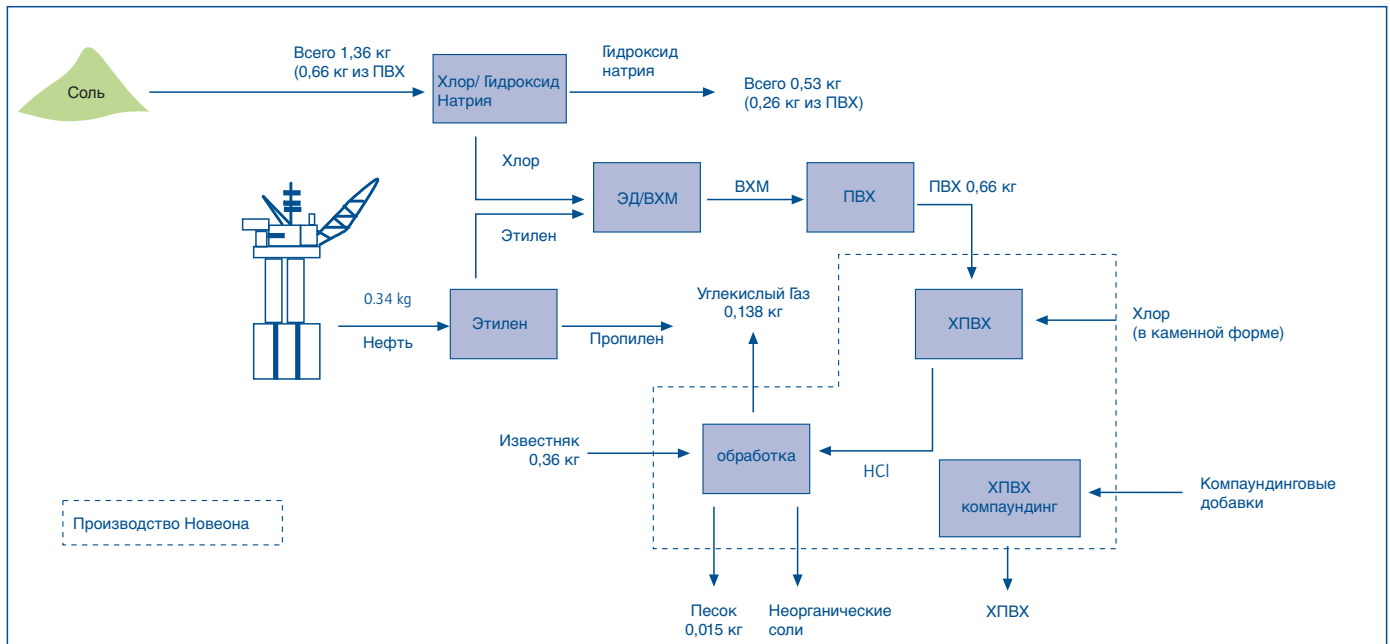 Всего 1,36 кг
(0,66 кг из ПВХ
Соль
Хлор/ Гидроксид
Натрия
Гидроксид
натрия
Всего 0,53 кг
(0,26 кг из ПВХ)
Хлор
ЭД/ВХМ
ВХМ
ПВХ
ПВХ 0,66 кг
Этилен
0.34 kg
Нефть
Этилен
Пропилен
Углекислый Газ
0,138 кг
ХПВХ
Хлор
(в каменной форме)
Известняк
0,36 кг
обработка
HCl
ХПВХ
компаундинг
Компаундинговые
добавки
Производство Новеона
Песок
0,015 кг
Неорганические
соли
ХПВХ